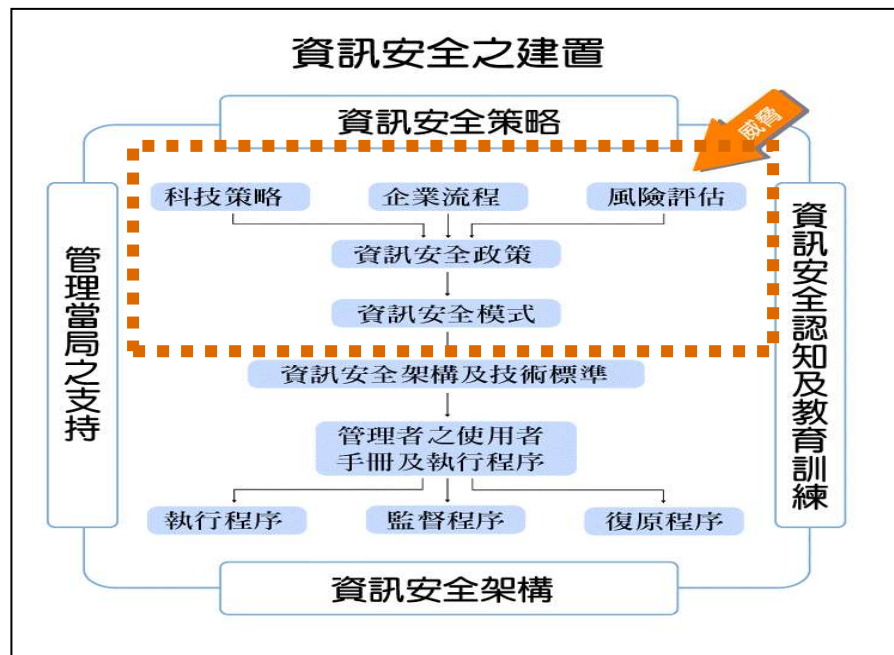 資訊安全之建置
資訊安全策略
威脅
科技策略
企業流程
風險評估
資訊安全政策
資訊安全模式
資訊安全架構及技術標準
管理者之使用者
手冊及執行程序
執行程序
監督程序
復原程序
管理當局之支持
資訊安全認知及教育訓練
資訊安全架構